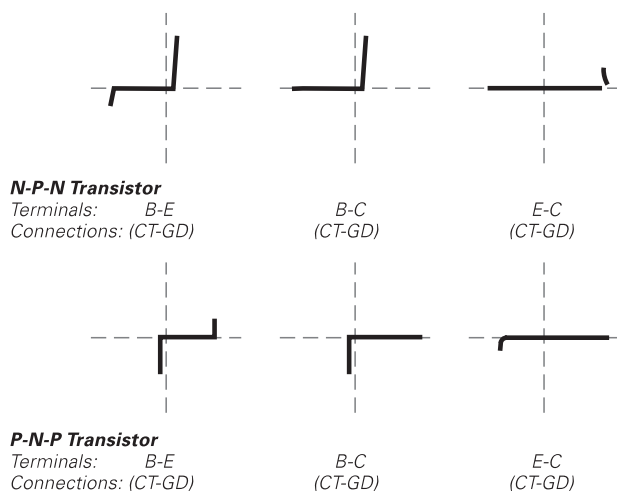 N-P-N Transistor
Terminals: B-E B-C E-C
Connections: (CT-GD) (CT-GD) (CT-GD)
P-N-P Transistor
Terminals: B-E B-C E-C
Connections: (CT-GD) (CT-GD) (CT-GD)